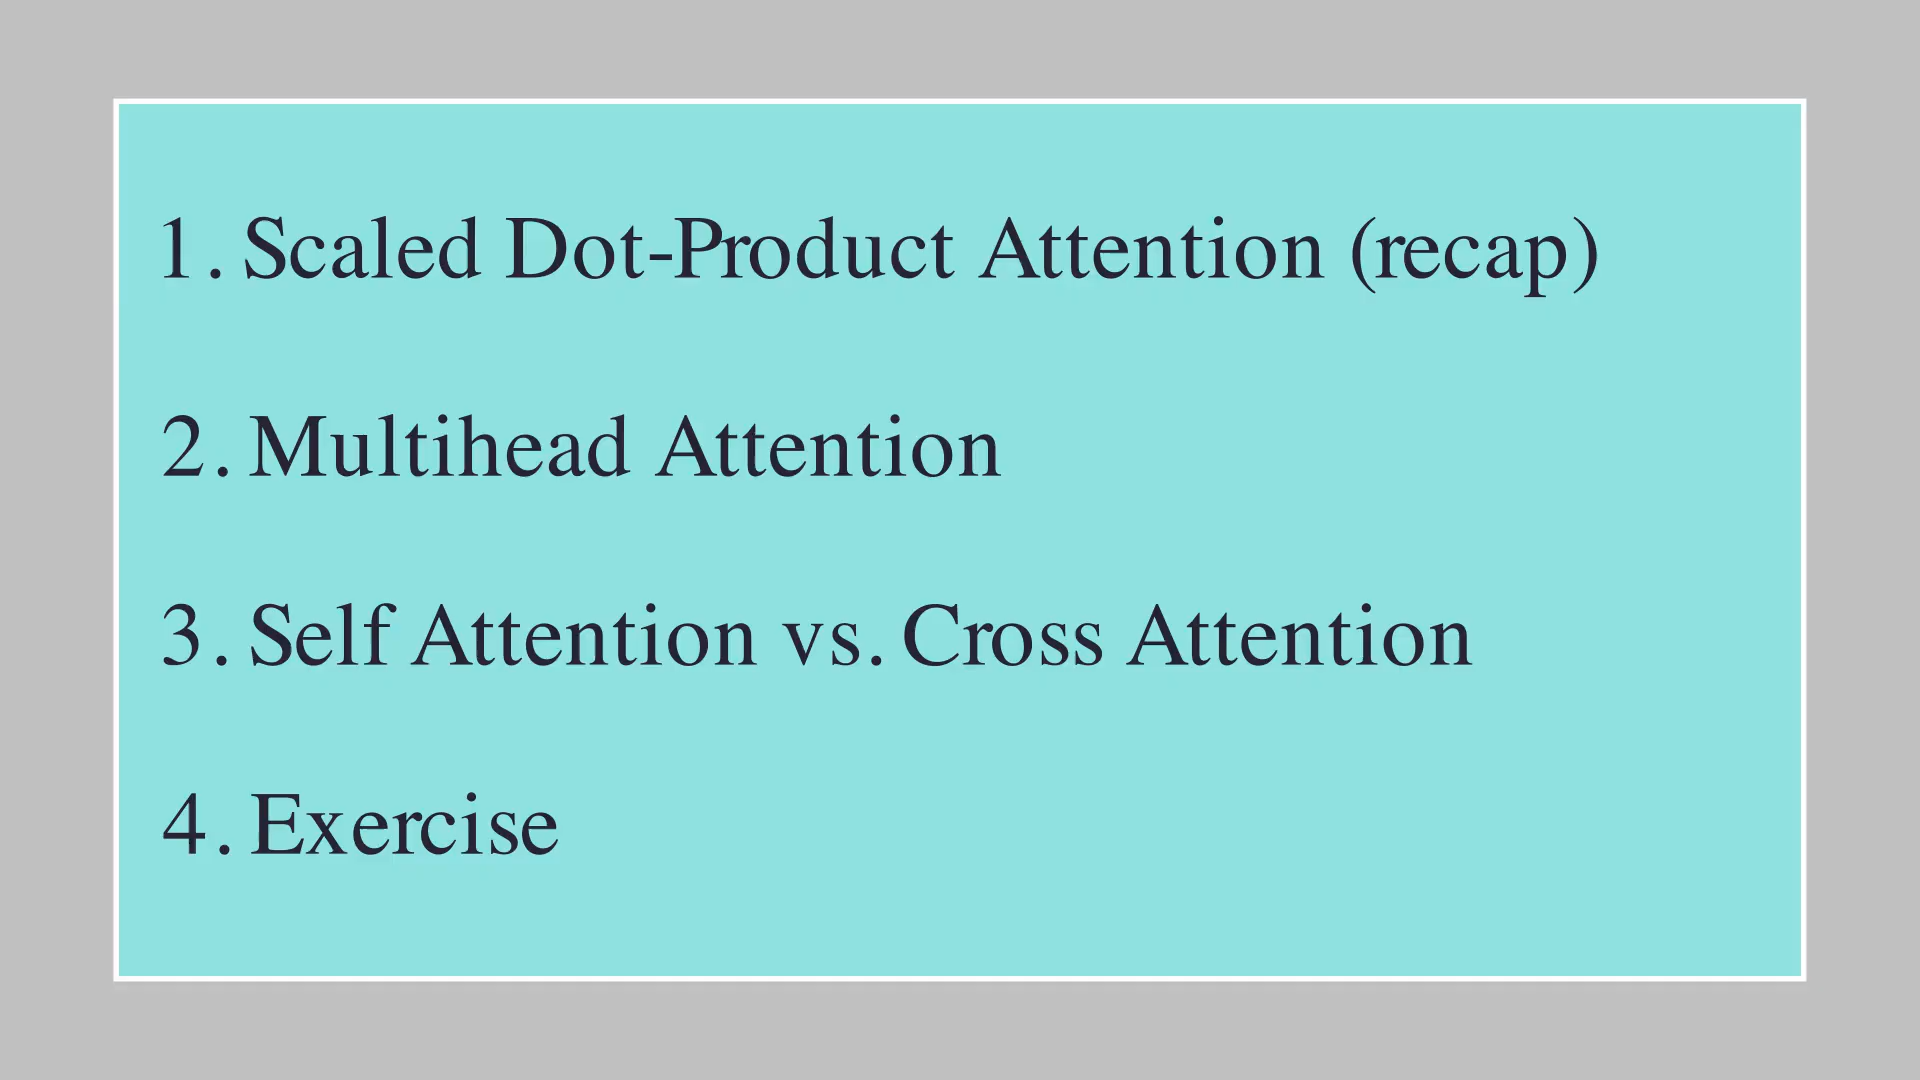 1. Scaled Dot-Product Attention (recap)
2. Multihead Attention
3. Self Attention vs. Cross Attention
4. Exercise